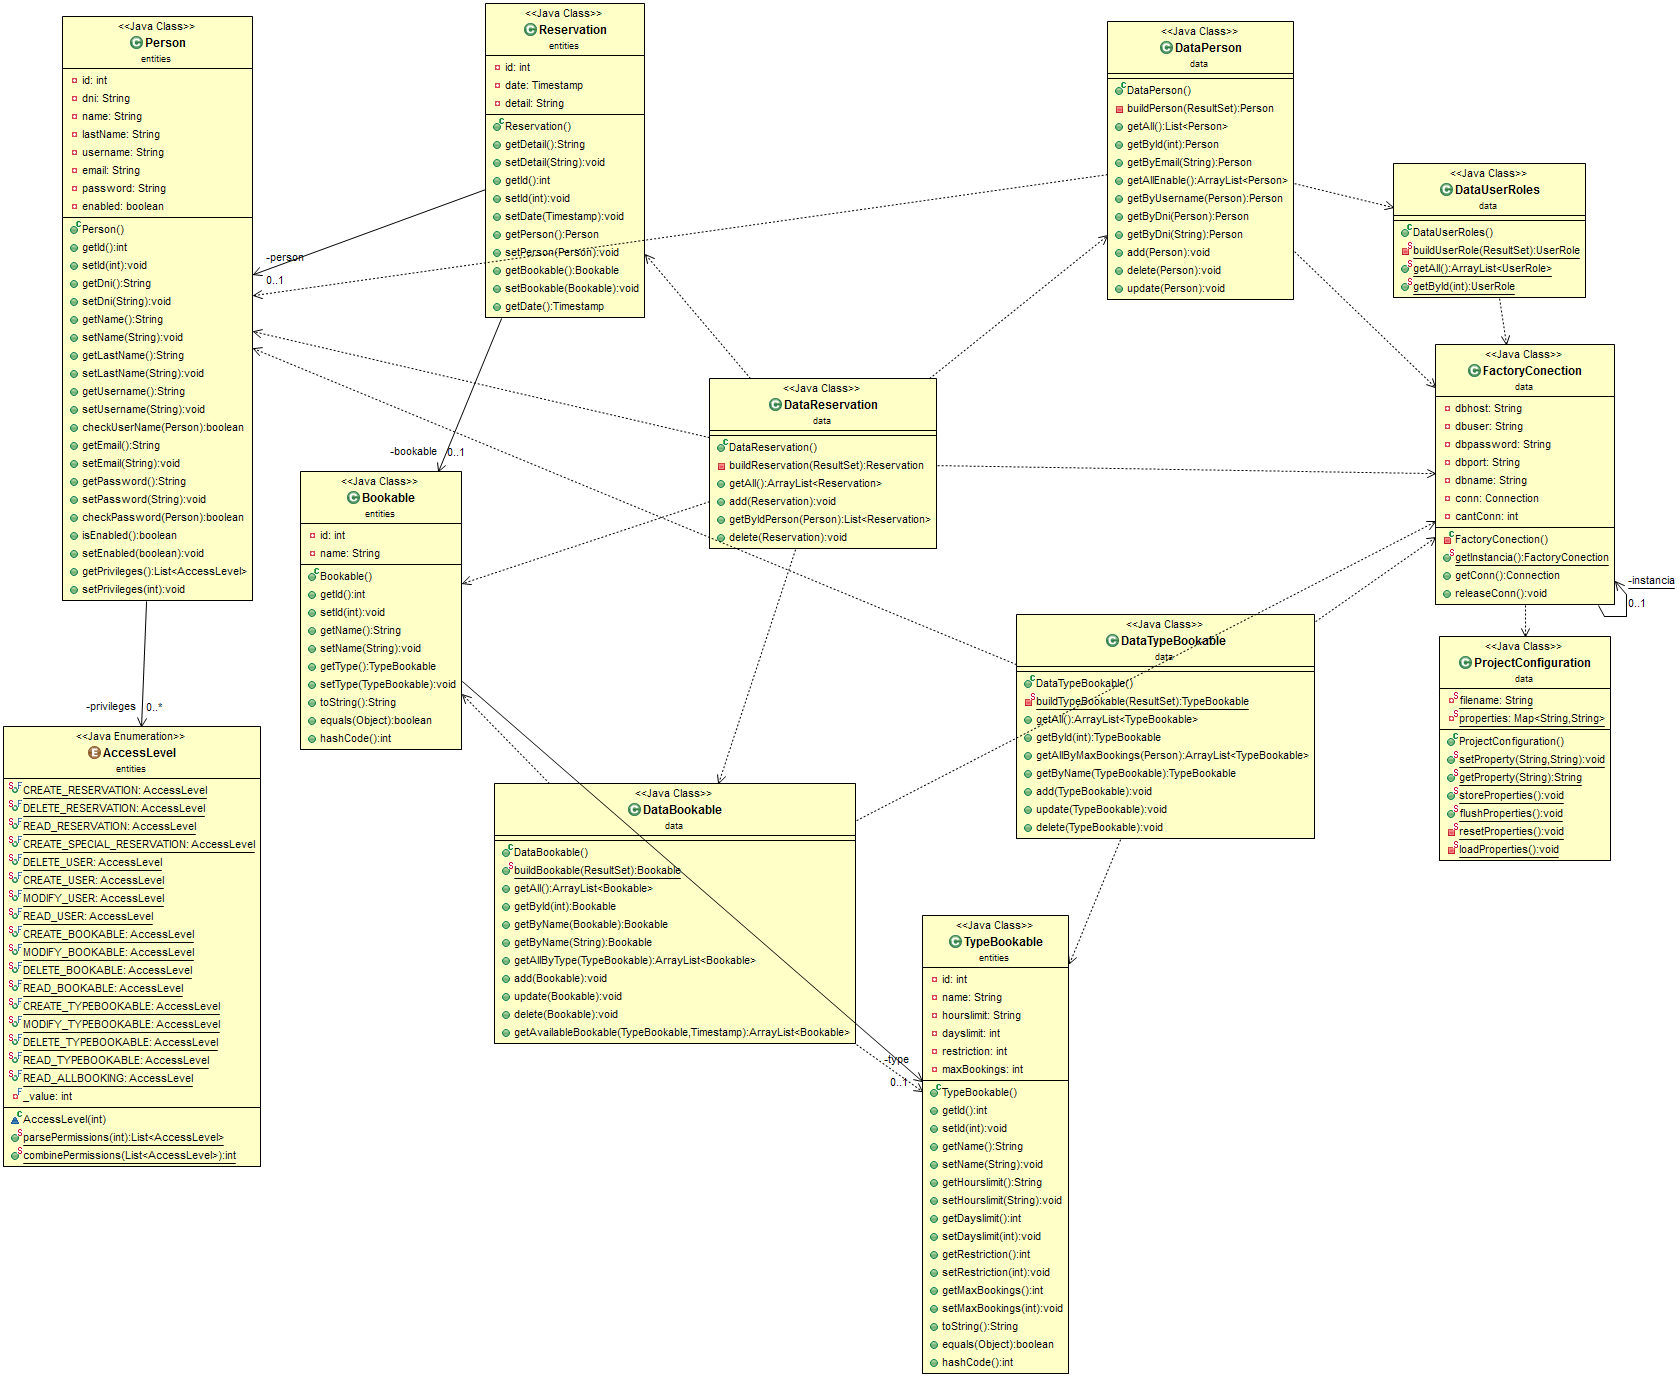 <<Java Class>>
Person
entities
id: int
dni: String
name: String
lastName: String
username: String
email: String
password: String
enabled: boolean
Person()
getId():int
setId(int):void
getDni():String
setDni(String):void
getName():String
setName(String):void
getLastName():String
setLastName(String):void
getUsername():String
setUsername(String):void
checkUserName(Person):boolean
getEmail():String
setEmail(String):void
getPassword():String
setPassword(String):void
checkPassword(Person):boolean
isEnabled():boolean
setEnabled(boolean):void
getPrivileges():List<AccessLevel>
setPrivileges(int):void
<<Java Class>>
Reservation
entities
id: int
date: Timestamp
detail: String
Reservation()
getDetail():String
setDetail(String):void
getId():int
setId(int):void
setDate(Timestamp):void
getPerson():Person
setPerson(Person):void
getBookable():Bookable
setBookable(Bookable):void
getDate():Timestamp
-person
0..1
<<Java Class>>
DataPerson
data
DataPerson()
buildPerson(ResultSet):Person
getAll():List<Person>
getById(int):Person
getByEmail(String):Person
getAllEnable():ArrayList<Person>
getByUsername(Person):Person
getByDni(Person):Person
getByDni(String):Person
add(Person):void
delete(Person):void
update(Person):void
<<Java Class>>
DataUserRoles
data
DataUserRoles()
buildUserRole(ResultSet):UserRole
getAll():ArrayList<UserRole>
getById(int):UserRole
<<Java Class>>
FactoryConection
data
dbhost: String
dbuser: String
dbpassword: String
dbport: String
dbname: String
conn: Connection
cantConn: int
FactoryConection()
getInstancia():FactoryConection
getConn():Connection
releaseConn():void
-instancia
0..1
<<Java Class>>
DataReservation
data
DataReservation()
buildReservation(ResultSet):Reservation
getAll():ArrayList<Reservation>
add(Reservation):void
getByIdPerson(Person):List<Reservation>
delete(Reservation):void
-bookable
0..1
<<Java Class>>
Bookable
entities
id: int
name: String
Bookable()
getId():int
setId(int):void
getName():String
setName(String):void
getType():TypeBookable
setType(TypeBookable):void
toString():String
equals(Object):boolean
hashCode():int
<<Java Class>>
DataTypeBookable
data
DataTypeBookable()
buildTypeBookable(ResultSet):TypeBookable
getAll():ArrayList<TypeBookable>
getById(int):TypeBookable
getAllByMaxBookings(Person):ArrayList<TypeBookable>
getByName(TypeBookable):TypeBookable
add(TypeBookable):void
update(TypeBookable):void
delete(TypeBookable):void
<<Java Class>>
ProjectConfiguration
data
filename: String
properties: Map<String,String>
ProjectConfiguration()
setProperty(String,String):void
getProperty(String):String
storeProperties():void
flushProperties():void
resetProperties():void
loadProperties():void
-privileges
0..*
<<Java Enumeration>>
AccessLevel
entities
CREATE_RESERVATION: AccessLevel
DELETE_RESERVATION: AccessLevel
READ_RESERVATION: AccessLevel
CREATE_SPECIAL_RESERVATION: AccessLevel
DELETE_USER: AccessLevel
CREATE_USER: AccessLevel
MODIFY_USER: AccessLevel
READ_USER: AccessLevel
CREATE_BOOKABLE: AccessLevel
MODIFY_BOOKABLE: AccessLevel
DELETE_BOOKABLE: AccessLevel
READ_BOOKABLE: AccessLevel
CREATE_TYPEBOOKABLE: AccessLevel
MODIFY_TYPEBOOKABLE: AccessLevel
DELETE_TYPEBOOKABLE: AccessLevel
READ_TYPEBOOKABLE: AccessLevel
READ_ALLBOOKING: AccessLevel
_value: int
AccessLevel(int)
parsePermissions(int):List<AccessLevel>
combinePermissions(List<AccessLevel>):int
<<Java Class>>
DataBookable
data
DataBookable()
buildBookable(ResultSet):Bookable
getAll():ArrayList<Bookable>
getById(int):Bookable
getByName(Bookable):Bookable
getByName(String):Bookable
getAllByType(TypeBookable):ArrayList<Bookable>
add(Bookable):void
update(Bookable):void
delete(Bookable):void
getAvailableBookable(TypeBookable,Timestamp):ArrayList<Bookable>
-type
0..1
<<Java Class>>
TypeBookable
entities
id: int
name: String
hourslimit: String
dayslimit: int
restriction: int
maxBookings: int
TypeBookable()
getId():int
setId(int):void
getName():String
setName(String):void
getHourslimit():String
setHourslimit(String):void
getDayslimit():int
setDayslimit(int):void
getRestriction():int
setRestriction(int):void
getMaxBookings():int
setMaxBookings(int):void
toString():String
equals(Object):boolean
hashCode():int